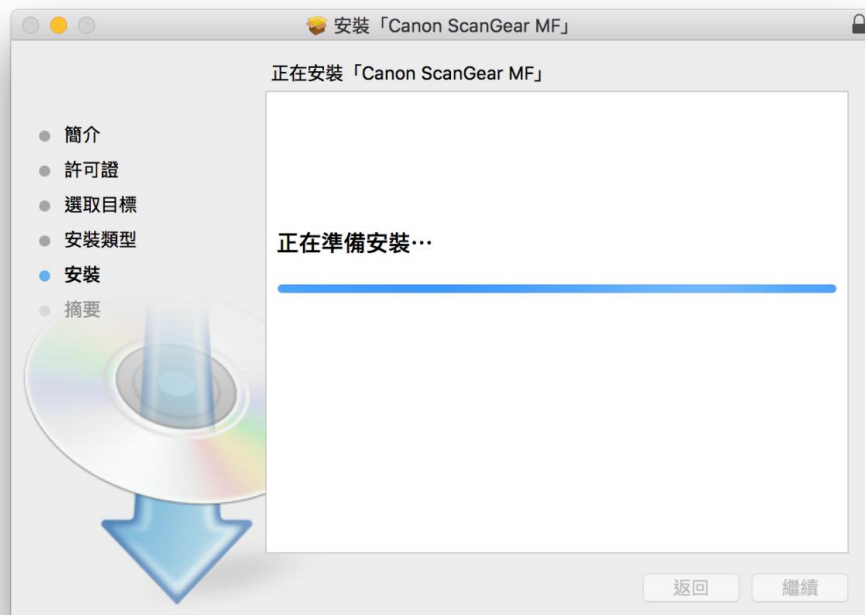 安裝「Canon ScanGear MF」
正在安裝「Canon ScanGear MF」
簡介
許可證
選取目標
安裝類型
安裝
摘要
正在準備安裝⋯
返回
繼續